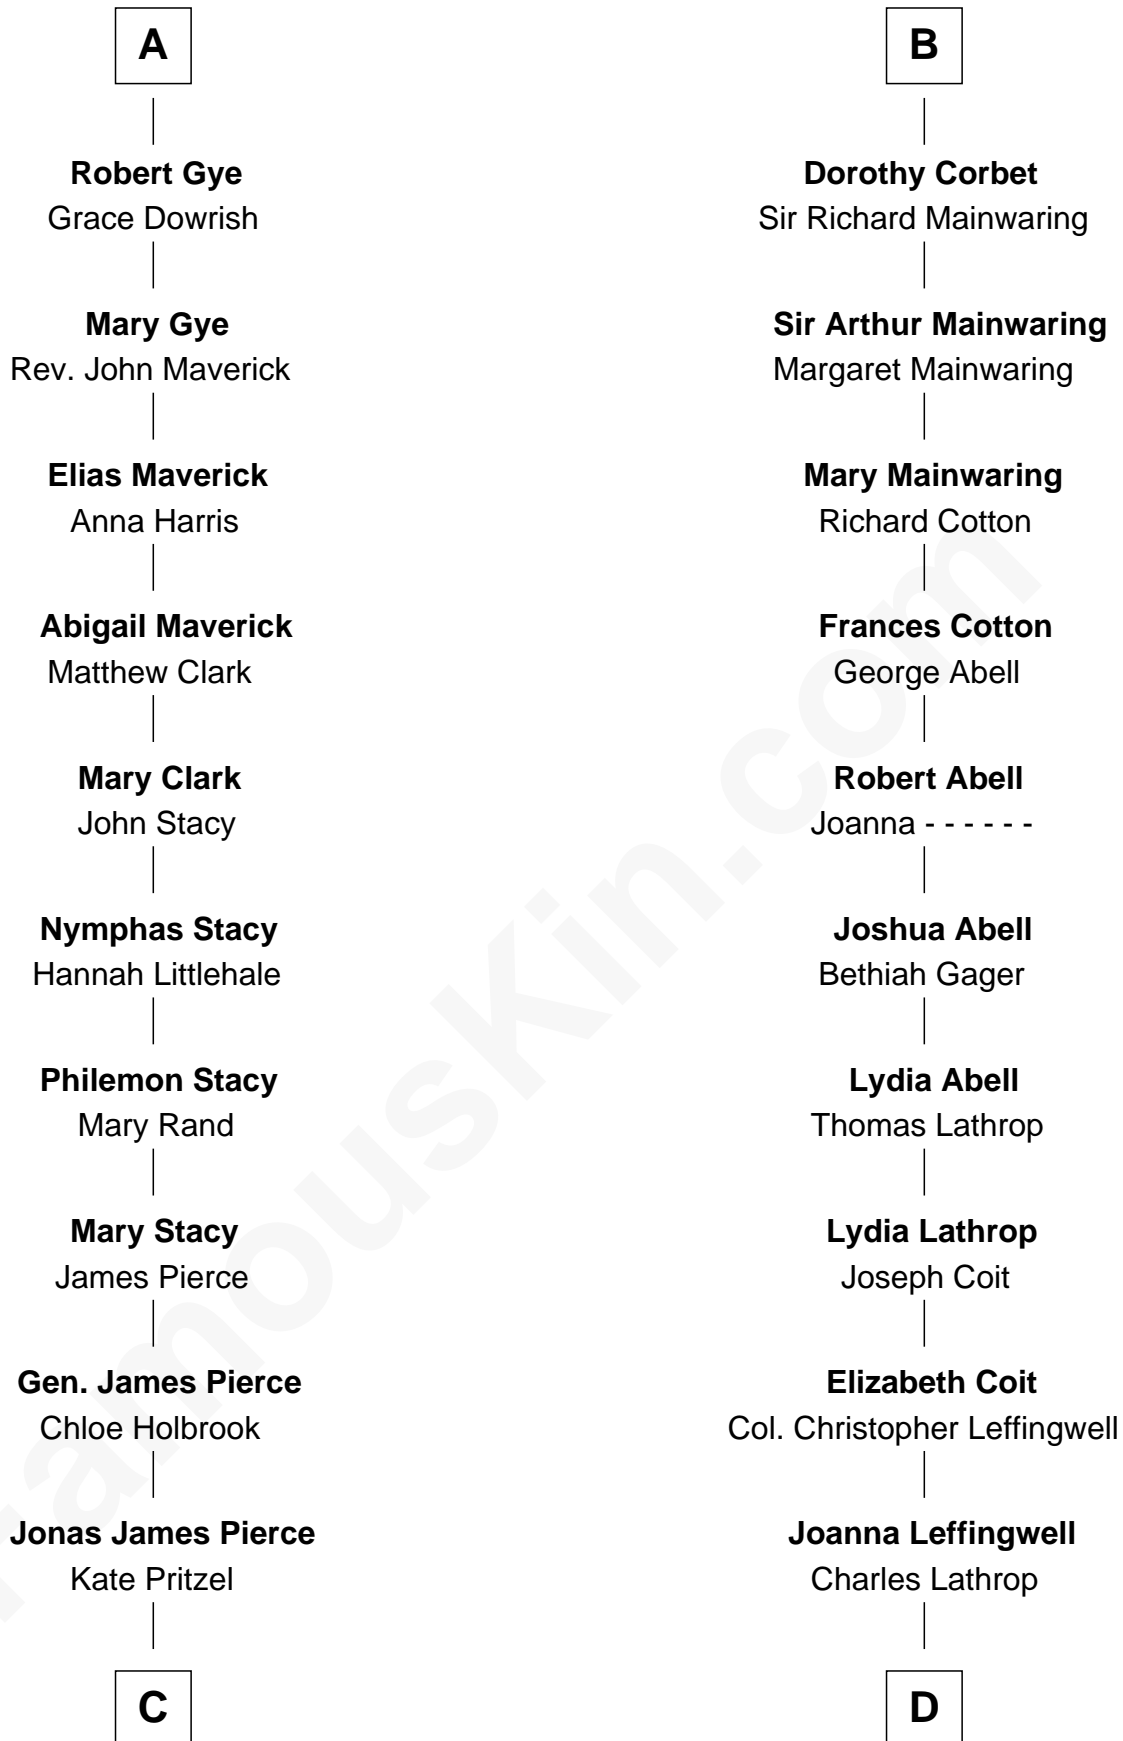 A
Robert Gye
Grace Dowrish
Mary Gye
Rev. John Maverick
Elias Maverick
Anna Harris
Abigail Maverick
Matthew Clark
Mary Clark
John Stacy
Nymphas Stacy
Hannah Littlehale
Philemon Stacy
Mary Rand
Mary Stacy
James Pierce
Gen. James Pierce
Chloe Holbrook
Jonas James Pierce
Kate Pritzel
C
B
Dorothy Corbet
Sir Richard Mainwaring
Sir Arthur Mainwaring
Margaret Mainwaring
Mary Mainwaring
Richard Cotton
Frances Cotton
George Abell
Robert Abell
Joanna - - - - - -
Joshua Abell
Bethiah Gager
Lydia Abell
Thomas Lathrop
Lydia Lathrop
Joseph Coit
Elizabeth Coit
Col. Christopher Leffingwell
Joanna Leffingwell
Charles Lathrop
D
FamousKin.com